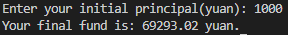 Enter your initial principal(yuan): 1000
Your final fund is: 69293.02 yuan.